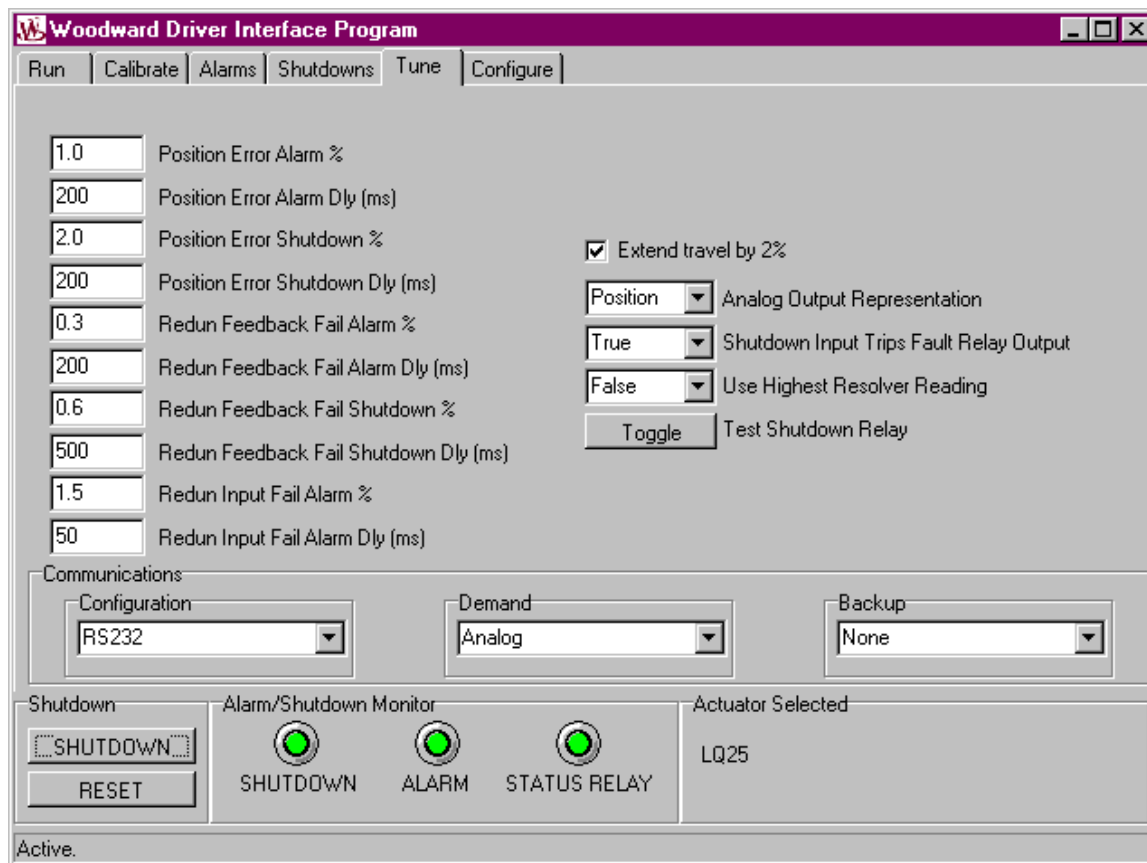 Woodward Driver Interface Program
Run Calibrate Alarms Shutdowns Tune Configure
1.0 Position Error Alarm %
200 Position Error Alarm Dly (ms)
2.0 Position Error Shutdown %
200 Position Error Shutdown Dly (ms)
0.3 Redun Feedback Fail Alarm %
200 Redun Feedback Fail Alarm Dly (ms)
0.6 Redun Feedback Fail Shutdown %
500 Redun Feedback Fail Shutdown Dly (ms)
1.5 Redun Input Fail Alarm %
50 Redun Input Fail Alarm Dly (ms)
Extend travel by 2%
Position Analog Output Representation
True Shutdown Input Trips Fault Relay Output
False Use Highest Resolver Reading
Toggle Test Shutdown Relay
Communications
Configuration
RS232
Demand
Analog
Backup
None
Shutdown
SHUTDOWN
RESET
Alarm/Shutdown Monitor
SHUTDOWN ALARM STATUS RELAY
Actuator Selected
LQ25
Active.